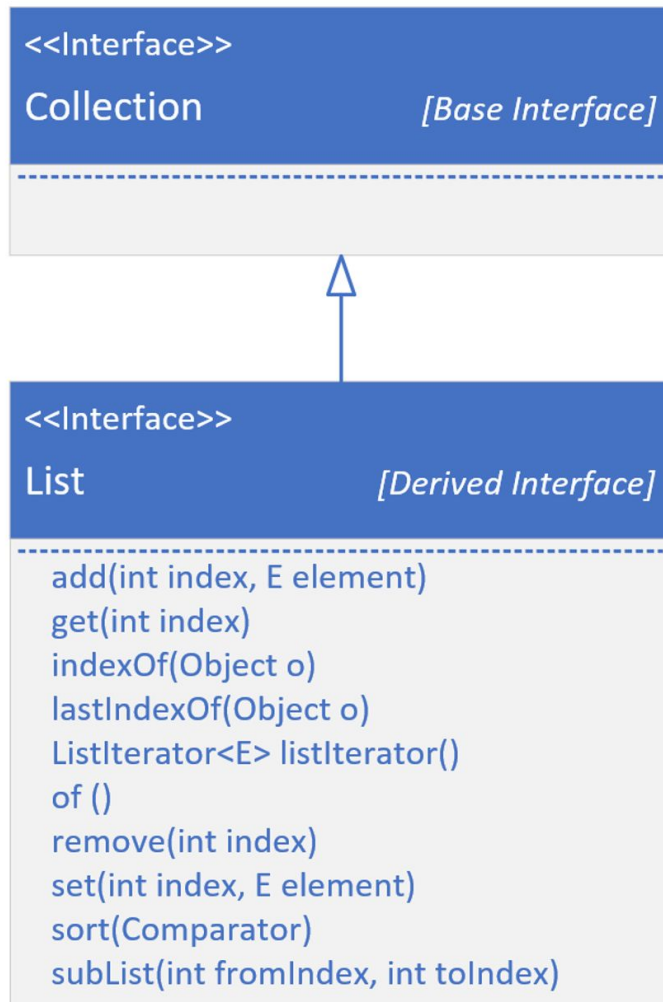 <<Interface>>
Collection [Base Interface]
<<Interface>>
List [Derived Interface]
add(int index, E element)
get(int index)
indexOf(Object o)
lastIndexOf(Object o)
ListIterator<E> listIterator()
of ()
remove(int index)
set(int index, E element)
sort(Comparator)
subList(int fromIndex, int toIndex)